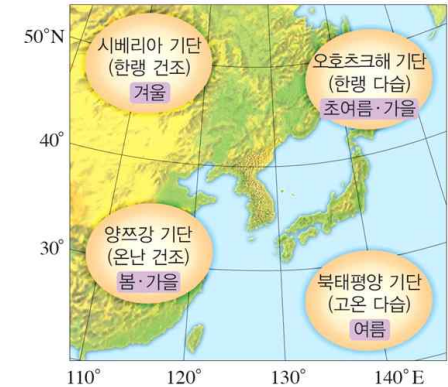 50°N
시베리아 기단
(한랭 건조)
겨울
오호츠크해 기단
(한랭 다습)
초여름·가을
40°
양쯔강 기단
(온난 건조)
봄·가을
30°
북태평양 기단
(고온 다습)
여름
110°
120°
130°
140°E